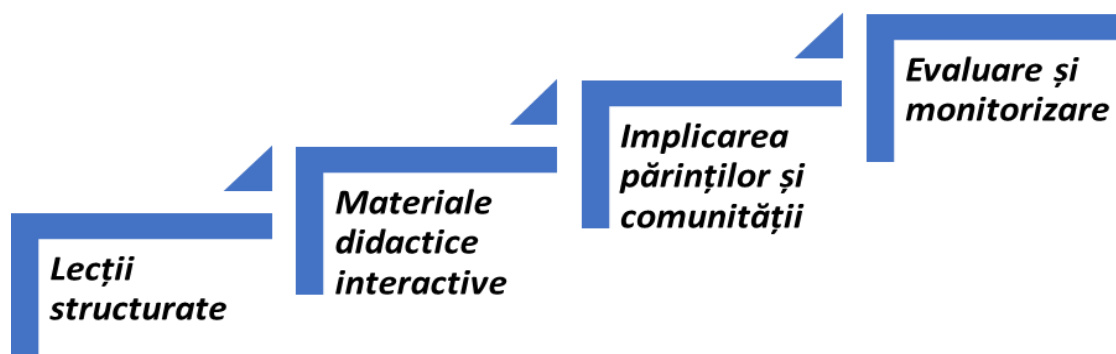 Lecții
structurate
Materiale
didactice
interactive
Implicarea
părinților și
comunității
Evaluare și
monitorizare